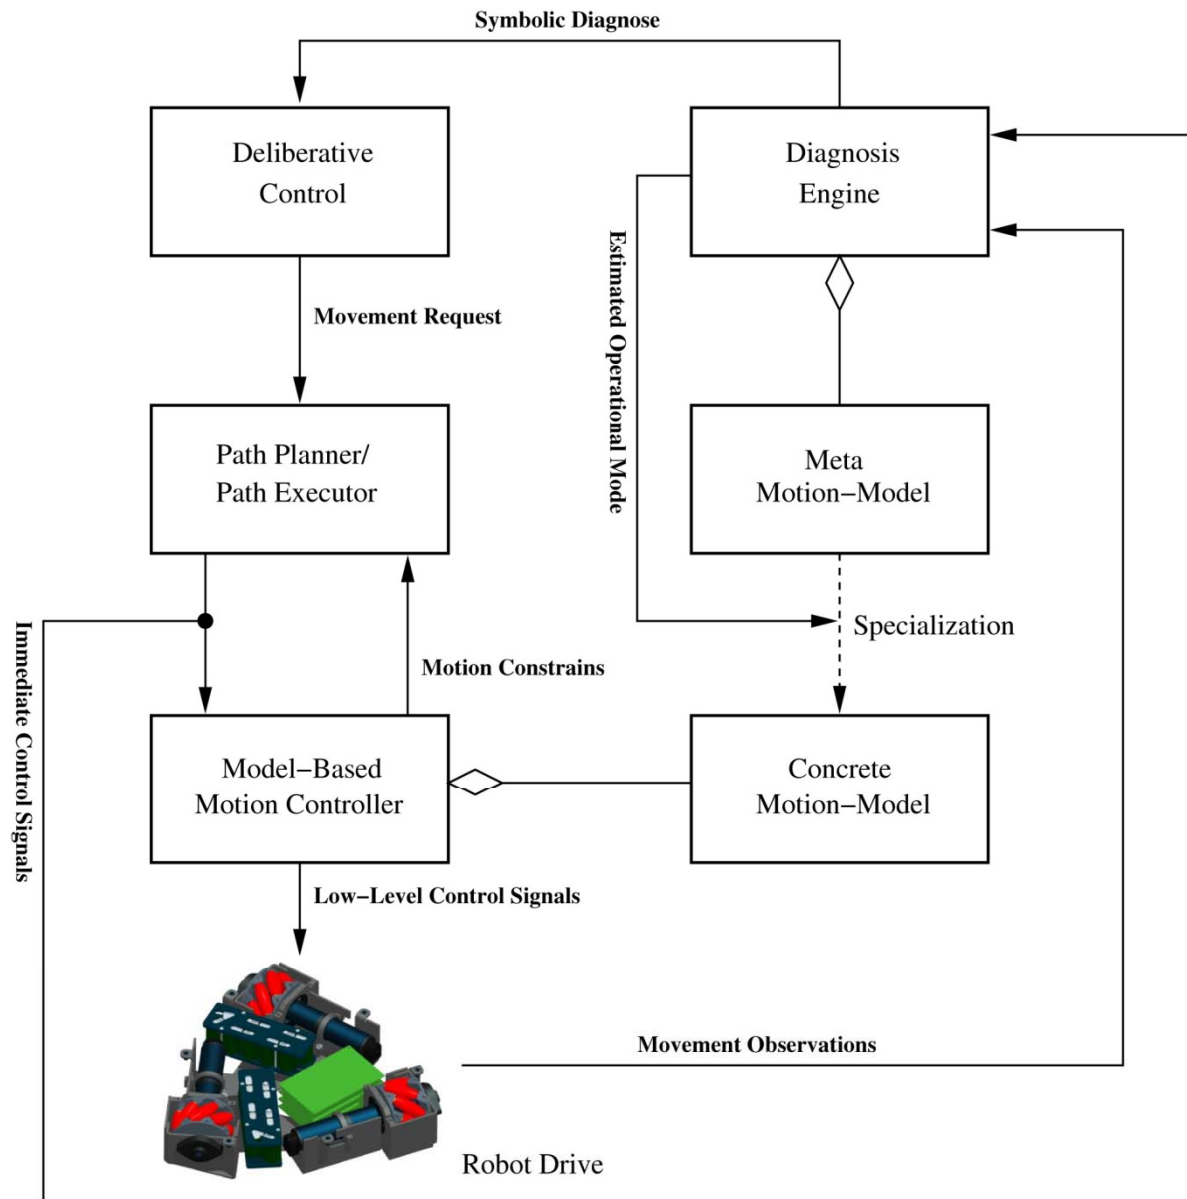 Symbolic Diagnose
Deliberative
Control
Diagnosis
Engine
Movement Request
Estimated Operational Mode
Path Planner/
Path Executor
Meta
Motion−Model
Specialization
Immediate Control Signals
Motion Constrains
Model−Based
Motion Controller
Concrete
Motion−Model
Low−Level Control Signals
Movement Observations
Robot Drive